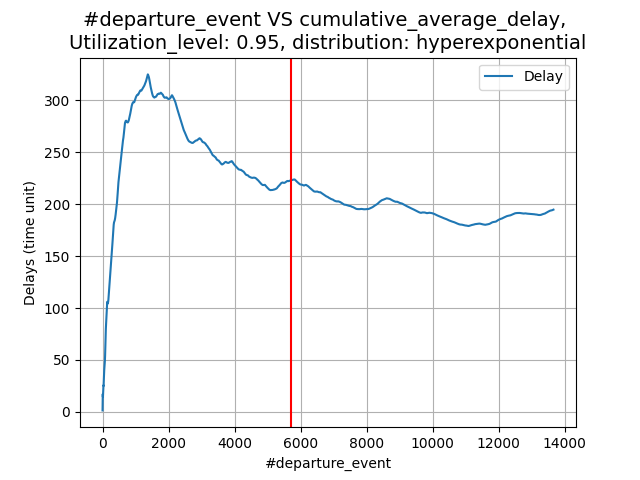 #departure_event VS cumulative_average_delay,
Utilization_level: 0.95, distribution: hyperexponential
Delay
Delays (time unit)
300
250
200
150
100
50
0
0 2000 4000 6000 8000 10000 12000 14000
#departure_event